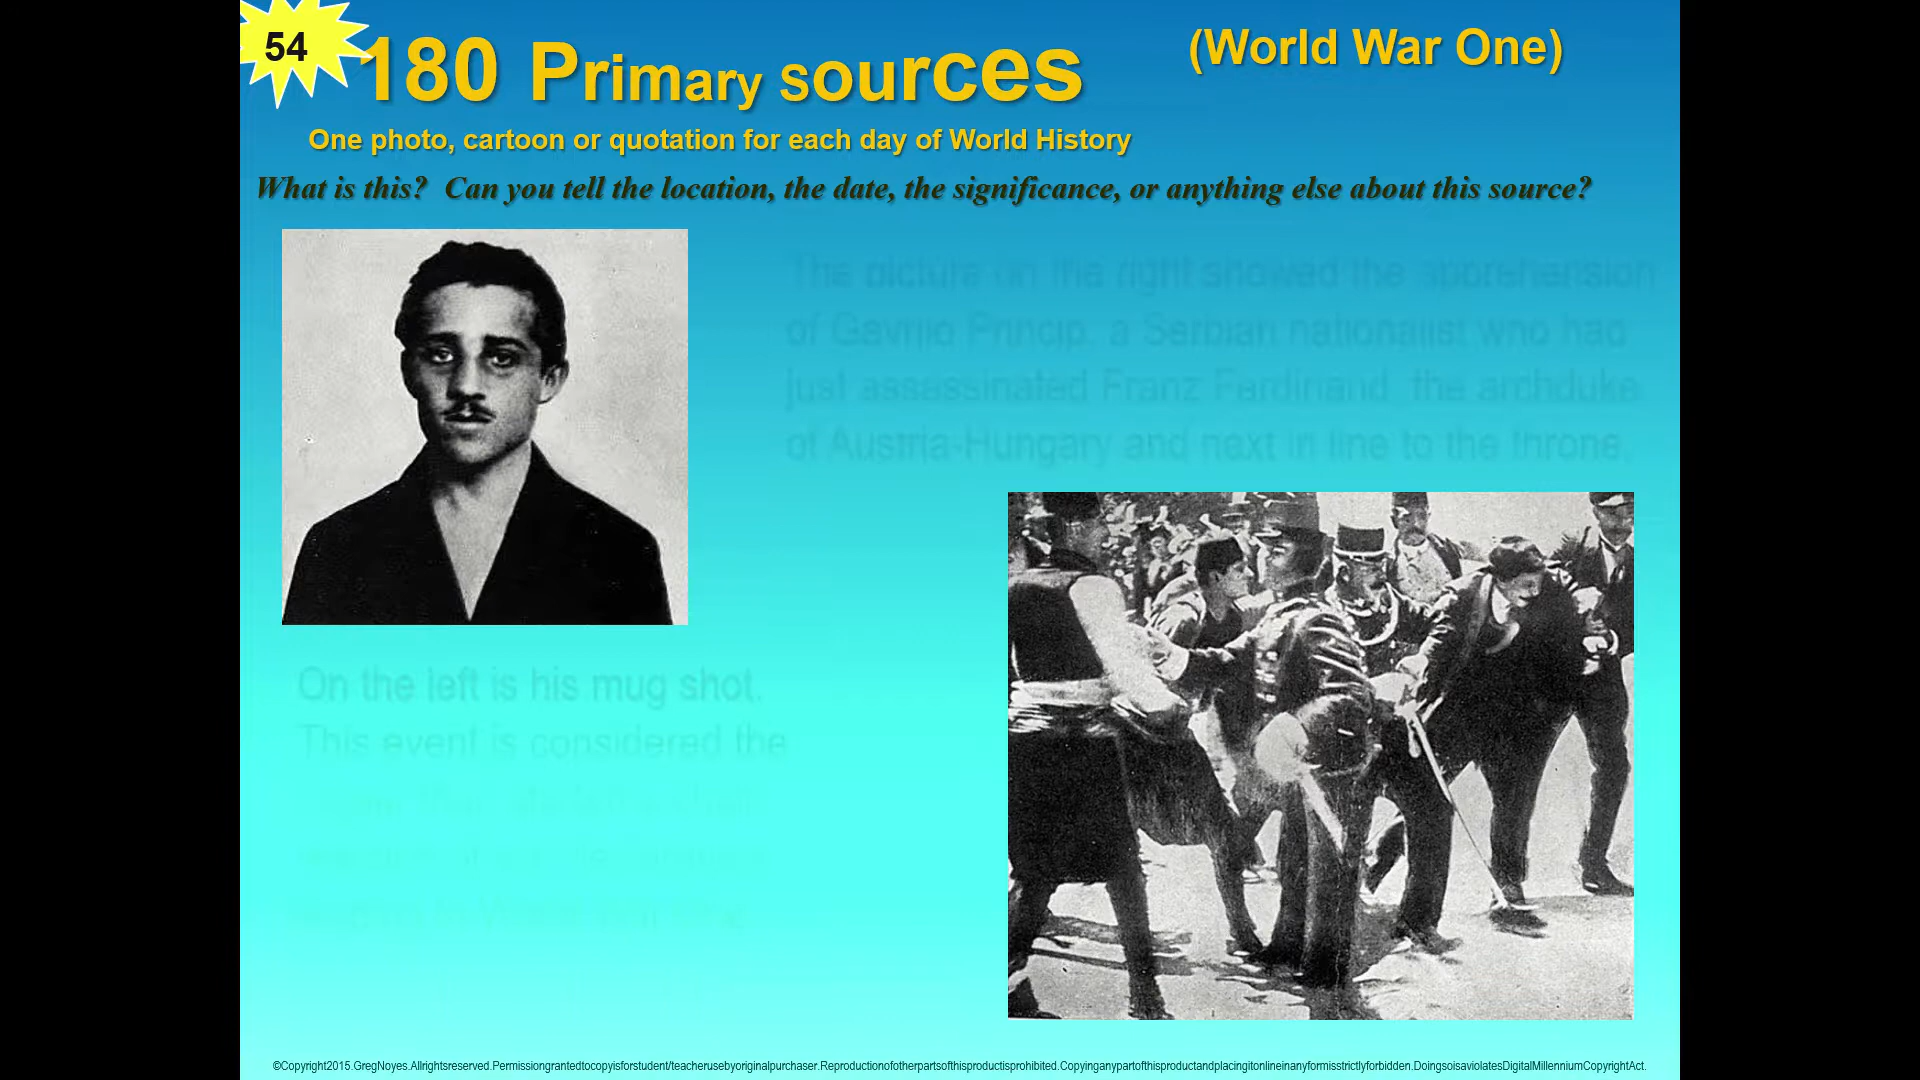 54
180 Primary sources
(World War One)
One photo, cartoon or quotation for each day of World History
What is this? Can you tell the location, the date, the significance, or anything else about this source?
The picture on the right showed the apprehension
of Gavrilo Princip, a Serbian nationalist who had
just assassinated Franz Ferdinand, the archduke
of Austria-Hungary and next in line to the throne.
On the left is his mug shot.
This event is considered the
©Copyright2015.GregNoyes.Allrightsreserved.Permissiongrantedtocopyisforstudent/teacherusebyoriginalpurchaser.Reproductionofotherpartsofthisproductisprohibited.Copyinganypartofthisproductandplacingitonlineinanyformisstrictlyforbidden.DoingsoisaviolatesDigitalMillenniumCopyrightAct.